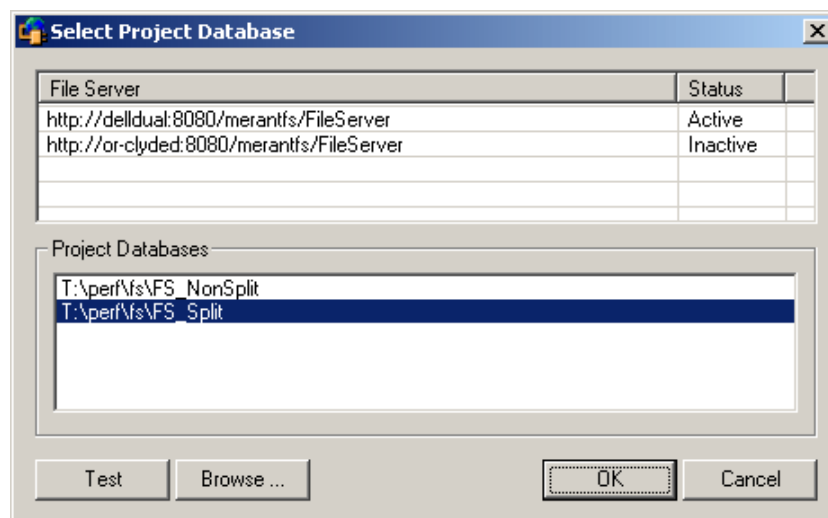 Select Project Database
File Server Status
http://delldual:8080/merantfs/FileServer Active
http://or-clyded:8080/merantfs/FileServer Inactive
Project Databases
T:\perf\fs\FS_NonSplit
T:\perf\fs\FS_Split
Test Browse ... OK Cancel